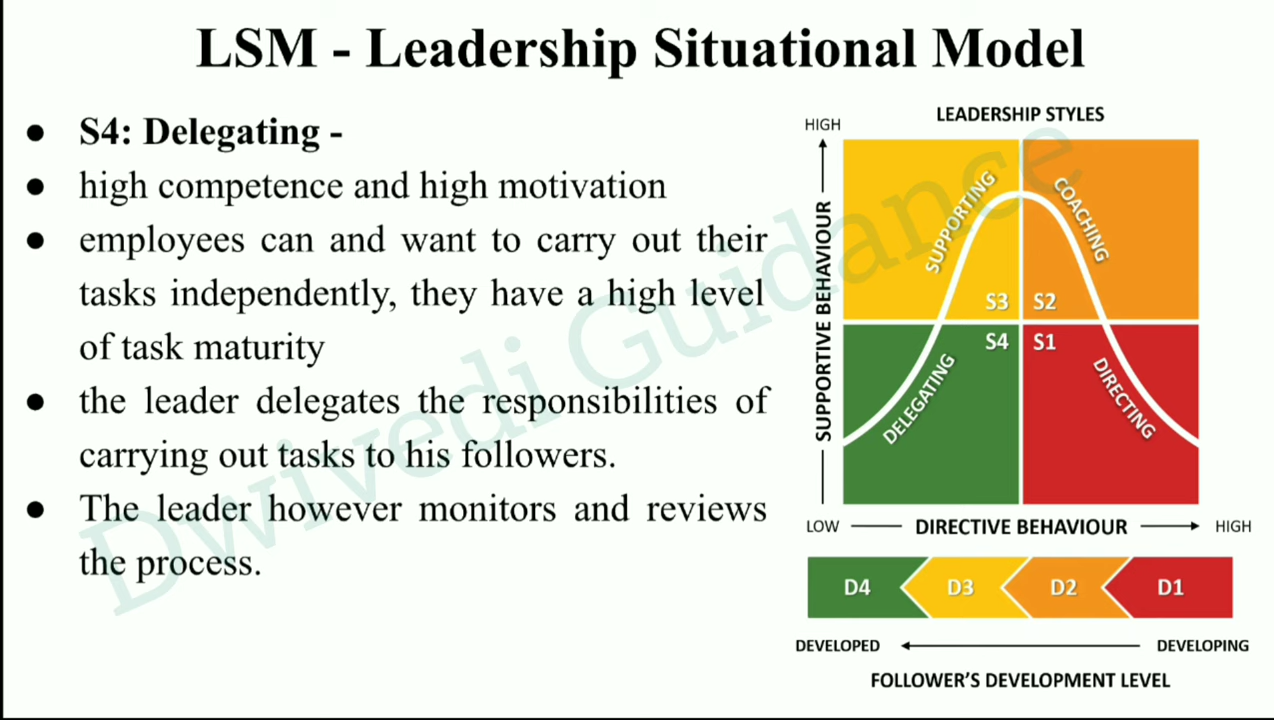 LSM - Leadership Situational Model
● S4: Delegating -
● high competence and high motivation
● employees can and want to carry out their
tasks independently, they have a high level
of task maturity
● the leader delegates the responsibilities of
carrying out tasks to his followers.
● The leader however monitors and reviews
the process.
Dwivedi Guidance
LEADERSHIP STYLES
HIGH
SUPPORTIVE BEHAVIOUR
SUPPORTING
COACHING
S3 S2
S4 S1
DELEGATING
DIRECTING
LOW DIRECTIVE BEHAVIOUR HIGH
D4 D3 D2 D1
DEVELOPED DEVELOPING
FOLLOWER’S DEVELOPMENT LEVEL